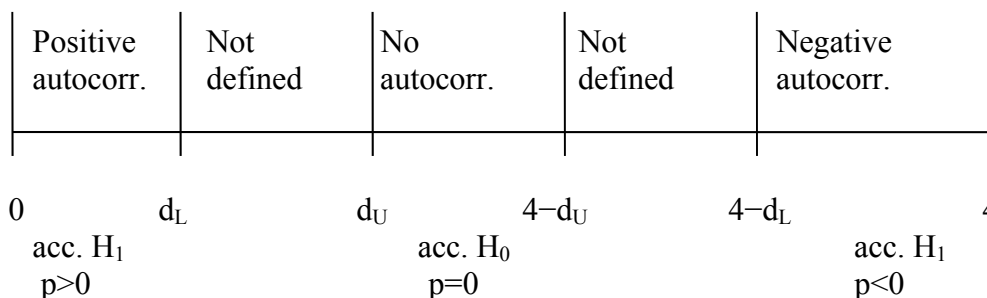 Positive autocorr.
Not defined
No autocorr.
Not defined
Negative autocorr.
0 d_L d_U 4−d_U 4−d_L 4
acc. H₁ acc. H₀ acc. H₁
p>0 p=0 p<0